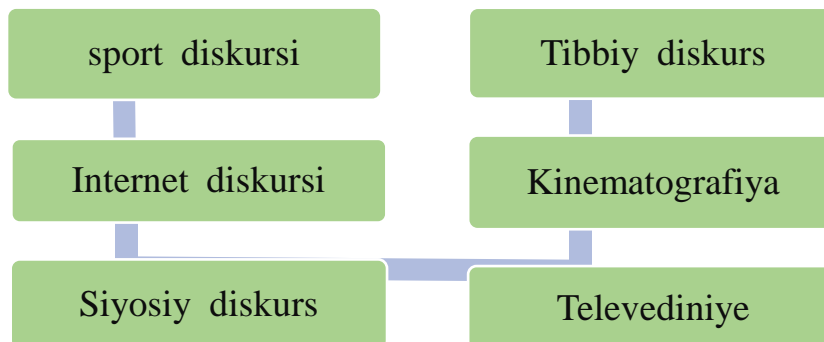 sport diskursi
Tibbiy diskurs
Internet diskursi
Kinematografiya
Siyosiy diskurs
Televediniye